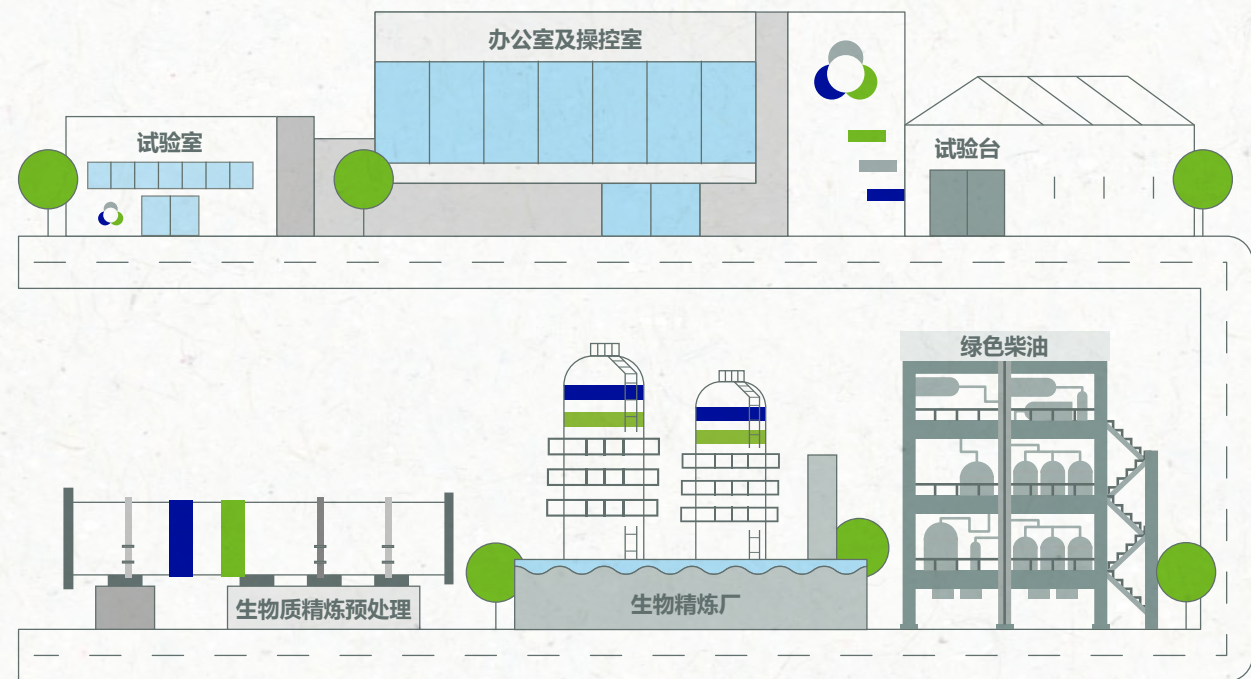 办公室及操控室
试验室
试验台
绿色柴油
生物质精炼预处理
生物精炼厂